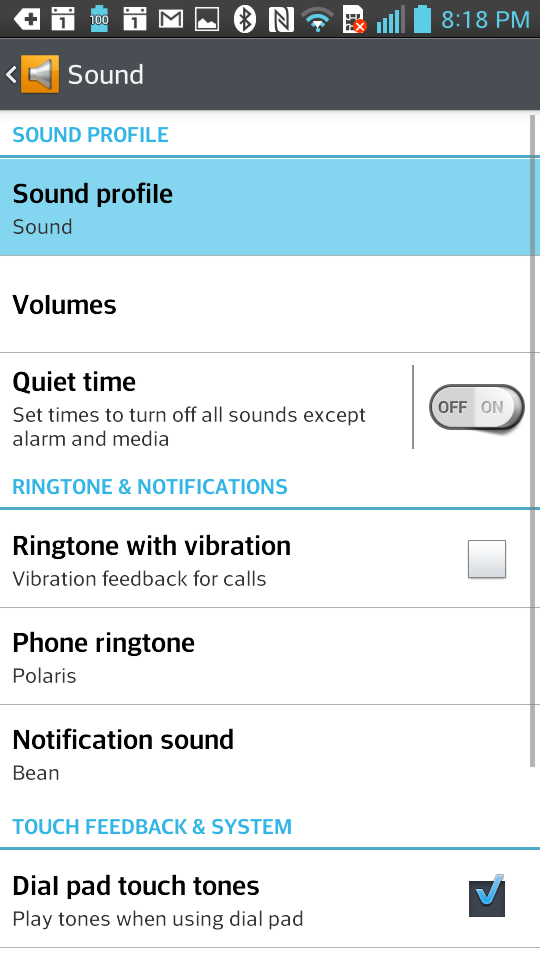 1 100 1 8:18 PM
Sound
SOUND PROFILE
Sound profile
Sound
Volumes
Quiet time
Set times to turn off all sounds except
alarm and media
OFF ON
RINGTONE & NOTIFICATIONS
Ringtone with vibration
Vibration feedback for calls
Phone ringtone
Polaris
Notification sound
Bean
TOUCH FEEDBACK & SYSTEM
Dial pad touch tones
Play tones when using dial pad